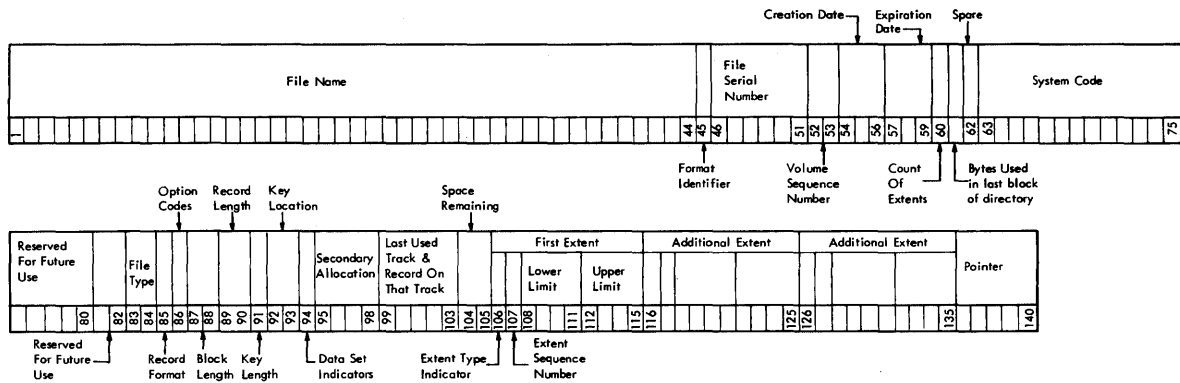 Creation Date
Expiration
Date
Spare
File Name
File
Serial
Number
System Code
1 44 45 46 51 52 53 54 56 57 59 60 62 63 75
Format
Identifier
Volume
Sequence
Number
Count
Of
Extents
Bytes Used
in last block
of directory
Option
Codes
Record
Length
Key
Location
Space
Remaining
Reserved
For Future
Use
File
Type
Secondary
Allocation
Last Used
Track &
Record On
That Track
First Extent
Additional Extent
Additional Extent
Lower
Limit
Upper
Limit
Pointer
80 82 83 84 85 86 87 88 89 90 91 92 93 94 95 98 99 103 104 105 106 107 108 111 112 115 116 125 126 135 140
Reserved
For Future
Use
Record
Format
Block
Length
Key
Length
Data Set
Indicators
Extent Type
Indicator
Extent
Sequence
Number